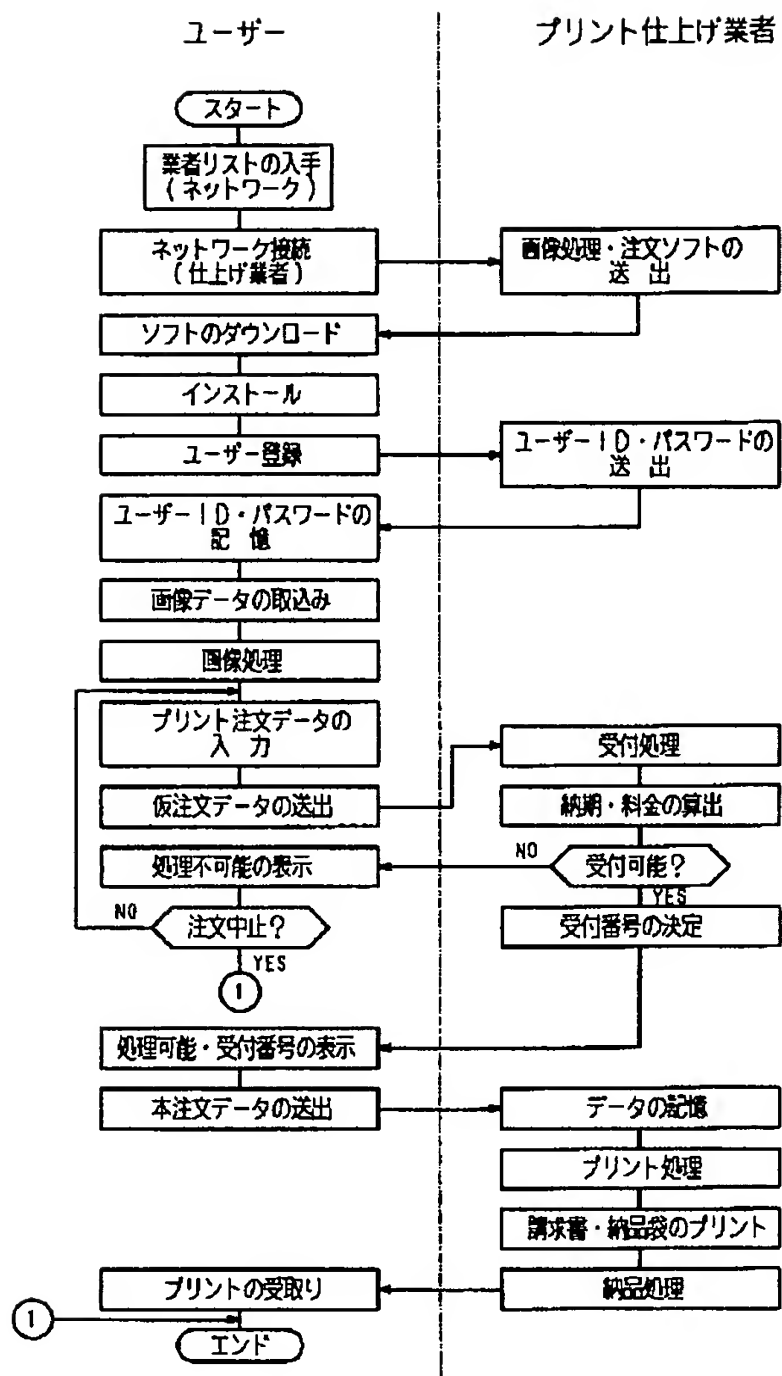 ユーザー
プリント仕上げ業者
スタート
業者リストの入手
(ネットワーク)
ネットワーク接続
(仕上げ業者)
画像処理・注文ソフトの
送 出
ソフトのダウンロード
インストール
ユーザー登録
ユーザーID・パスワードの
送 出
ユーザーID・パスワードの
記 憶
画像データの取込み
画像処理
プリント注文データの
入 力
受付処理
仮注文データの送出
納期・料金の算出
処理不可能の表示
NO
受付可能?
YES
NO
注文中止?
受付番号の決定
YES
1
処理可能・受付番号の表示
本注文データの送出
データの記憶
プリント処理
請求書・納品袋のプリント
プリントの受取り
納品処理
1
エンド